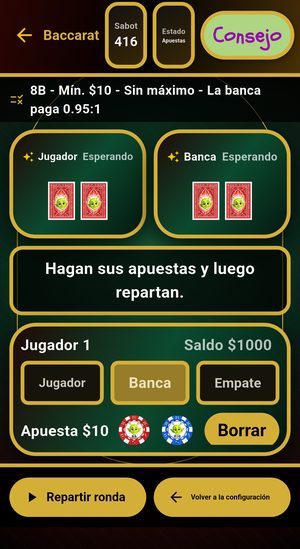 Baccarat
Sabot
416
Estado
Apuestas
Consejo
8B - Mín. $10 - Sin máximo - La banca
paga 0.95:1
Jugador Esperando
Banca Esperando
Hagan sus apuestas y luego
repartan.
Jugador 1
Saldo $1000
Jugador
Banca
Empate
Apuesta $10
Borrar
Repartir ronda
Volver a la configuración